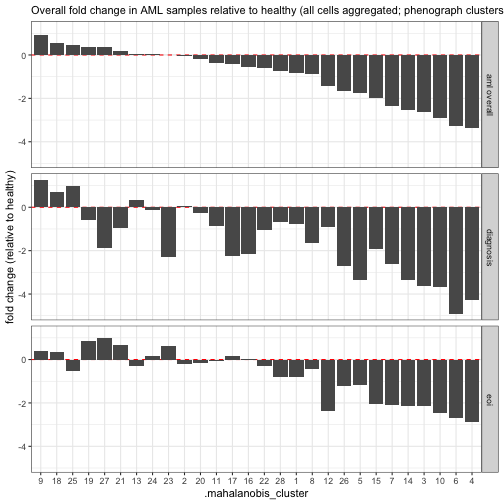 Overall fold change in AML samples relative to healthy (all cells aggregated; phenograph clusters
0
-2
-4
aml overall
0
-2
-4
diagnosis
0
-2
-4
eoi
fold change (relative to healthy)
9 18 25 19 27 21 13 24 23 2 20 11 17 16 22 28 1 8 12 26 5 15 7 14 3 10 6 4
.mahalanobis_cluster